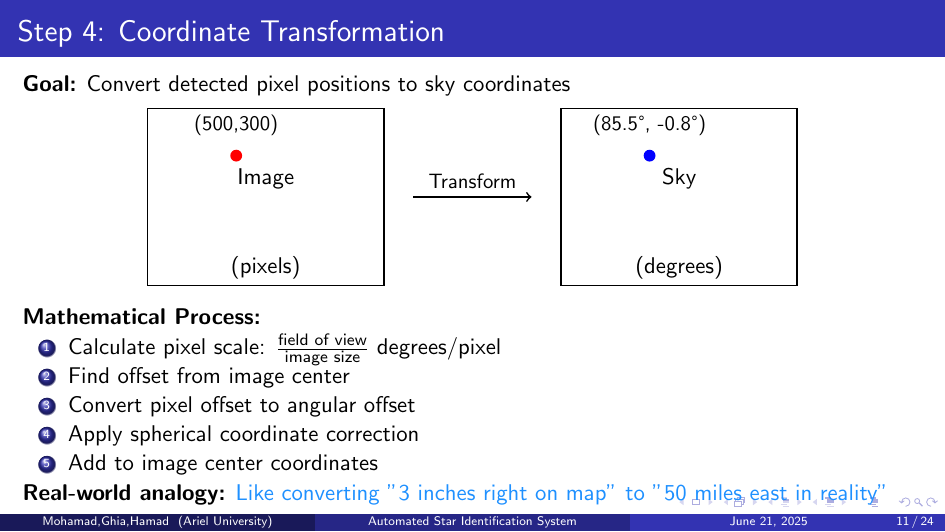 Step 4: Coordinate Transformation
Goal: Convert detected pixel positions to sky coordinates
(500,300)
Image
(pixels)
Transform
(85.5°, -0.8°)
Sky
(degrees)
Mathematical Process:
1 Calculate pixel scale: field of view / image size degrees/pixel
2 Find offset from image center
3 Convert pixel offset to angular offset
4 Apply spherical coordinate correction
5 Add to image center coordinates
Real-world analogy: Like converting ”3 inches right on map” to ”50 miles east in reality”
Mohamad,Ghia,Hamad (Ariel University) Automated Star Identification System June 21, 2025 11 / 24